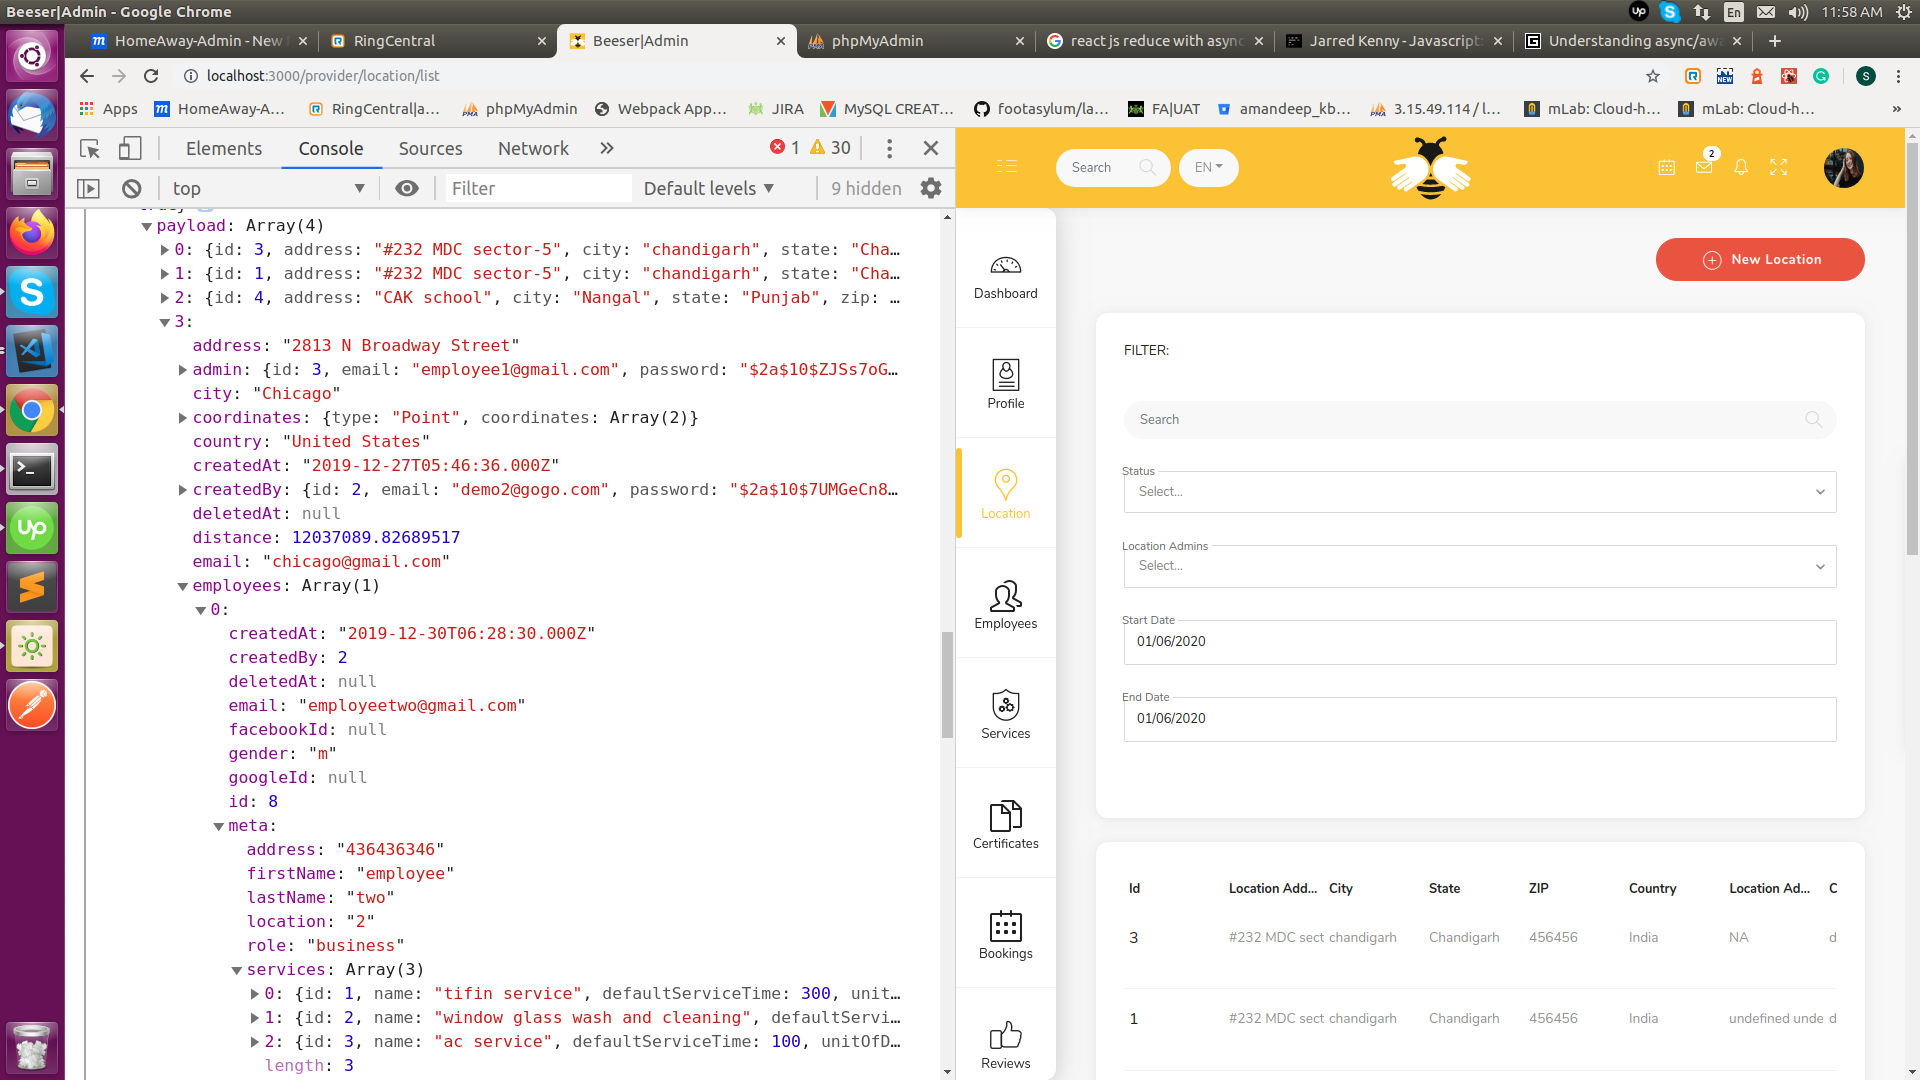 Beeser|Admin - Google Chrome
En 11:58 AM
HomeAway-Admin - New
RingCentral
Beeser|Admin
phpMyAdmin
react js reduce with async
Jarred Kenny - Javascript
Understanding async/aw
localhost:3000/provider/location/list
Apps
HomeAway-A...
RingCentral|a...
phpMyAdmin
Webpack App...
JIRA
MySQL CREAT...
footasylum/la...
FA|UAT
amandeep_kb...
3.15.49.114 / l...
mLab: Cloud-h...
mLab: Cloud-h...
»
Elements Console Sources Network » 1 30
top Filter Default levels 9 hidden
payload: Array(4)
0: {id: 3, address: "#232 MDC sector-5", city: "chandigarh", state: "Cha…
1: {id: 1, address: "#232 MDC sector-5", city: "chandigarh", state: "Cha…
2: {id: 4, address: "CAK school", city: "Nangal", state: "Punjab", zip: …
3:
address: "2813 N Broadway Street"
admin: {id: 3, email: "employee1@gmail.com", password: "$2a$10$ZJSs7oG…
city: "Chicago"
coordinates: {type: "Point", coordinates: Array(2)}
country: "United States"
createdAt: "2019-12-27T05:46:36.000Z"
createdBy: {id: 2, email: "demo2@gogo.com", password: "$2a$10$7UMGeCn8…
deletedAt: null
distance: 12037089.82689517
email: "chicago@gmail.com"
employees: Array(1)
0:
createdAt: "2019-12-30T06:28:30.000Z"
createdBy: 2
deletedAt: null
email: "employeetwo@gmail.com"
facebookId: null
gender: "m"
googleId: null
id: 8
meta:
address: "436436346"
firstName: "employee"
lastName: "two"
location: "2"
role: "business"
services: Array(3)
0: {id: 1, name: "tifin service", defaultServiceTime: 300, unit…
1: {id: 2, name: "window glass wash and cleaning", defaultServi…
2: {id: 3, name: "ac service", defaultServiceTime: 100, unitOfD…
length: 3
Search EN 2
Dashboard
Profile
Location
Employees
Services
Certificates
Bookings
Reviews
New Location
FILTER:
Search
Status
Select...
Location Admins
Select...
Start Date
01/06/2020
End Date
01/06/2020
Id Location Add... City State ZIP Country Location Ad... C
3 #232 MDC sect chandigarh Chandigarh 456456 India NA d
1 #232 MDC sect chandigarh Chandigarh 456456 India undefined unde d